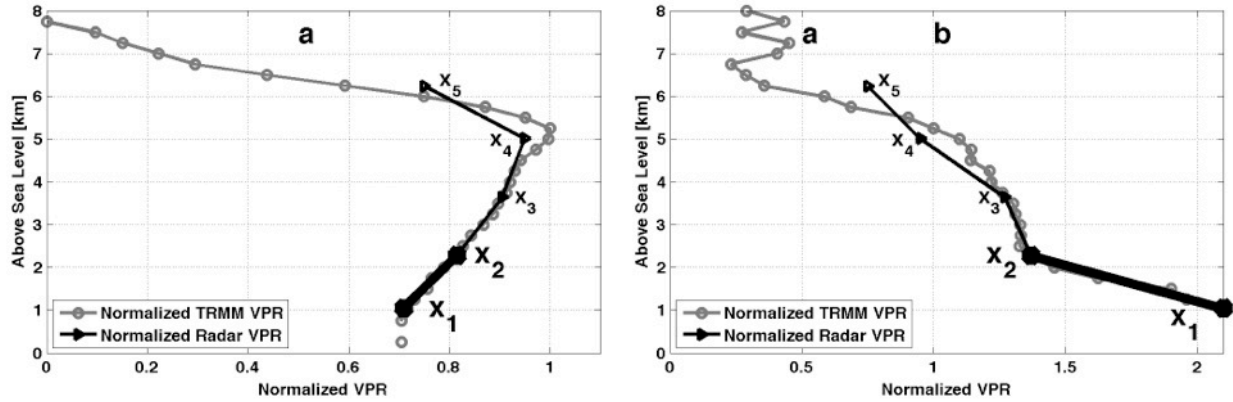 a
8
7
6
5
4
3
2
1
0
Above Sea Level [km]
x5
x4
x3
x2
x1
Normalized TRMM VPR
Normalized Radar VPR
0 0.2 0.4 0.6 0.8 1
Normalized VPR
a b
8
7
6
5
4
3
2
1
0
Above Sea Level [km]
x5
x4
x3
x2
x1
Normalized TRMM VPR
Normalized Radar VPR
0 0.5 1 1.5 2
Normalized VPR